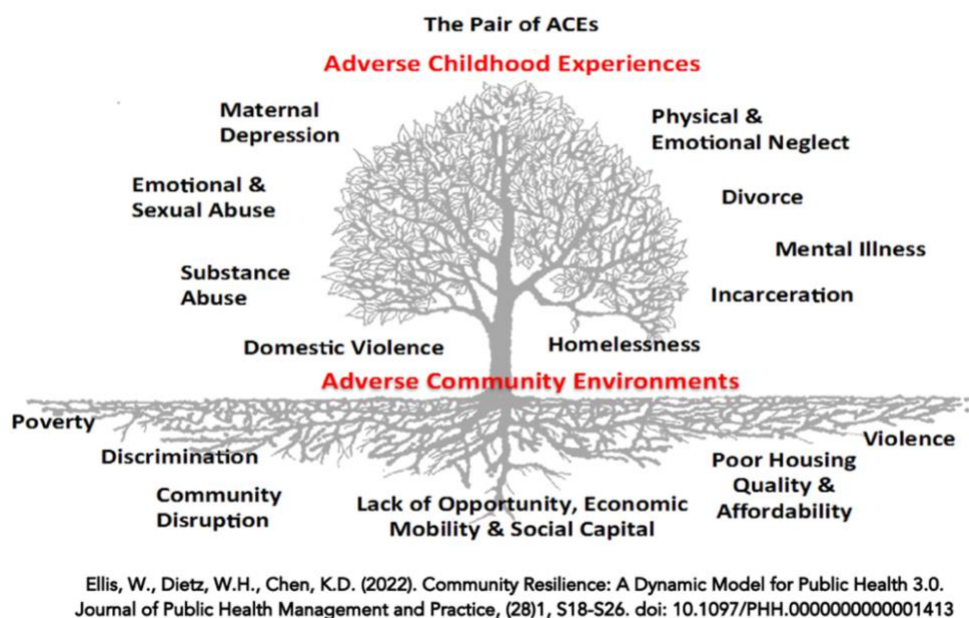 The Pair of ACEs
Adverse Childhood Experiences
Maternal
Depression
Physical &
Emotional Neglect
Emotional &
Sexual Abuse
Divorce
Mental Illness
Substance
Abuse
Incarceration
Domestic Violence
Homelessness
Adverse Community Environments
Poverty
Violence
Discrimination
Poor Housing
Quality &
Affordability
Community
Disruption
Lack of Opportunity, Economic
Mobility & Social Capital
Ellis, W., Dietz, W.H., Chen, K.D. (2022). Community Resilience: A Dynamic Model for Public Health 3.0.
Journal of Public Health Management and Practice, (28)1, S18-S26. doi: 10.1097/PHH.0000000000001413